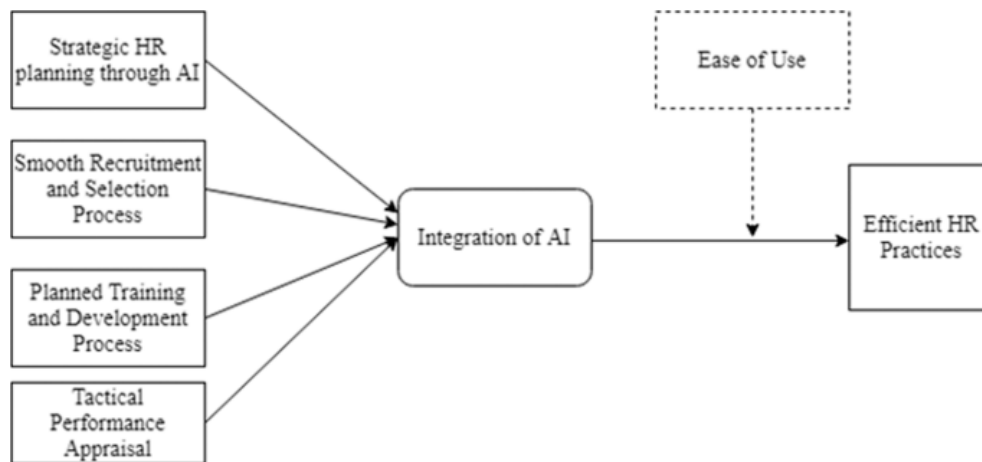 Strategic HR
planning through AI
Ease of Use
Smooth Recruitment
and Selection
Process
Integration of AI
Efficient HR
Practices
Planned Training
and Development
Process
Tactical
Performance
Appraisal